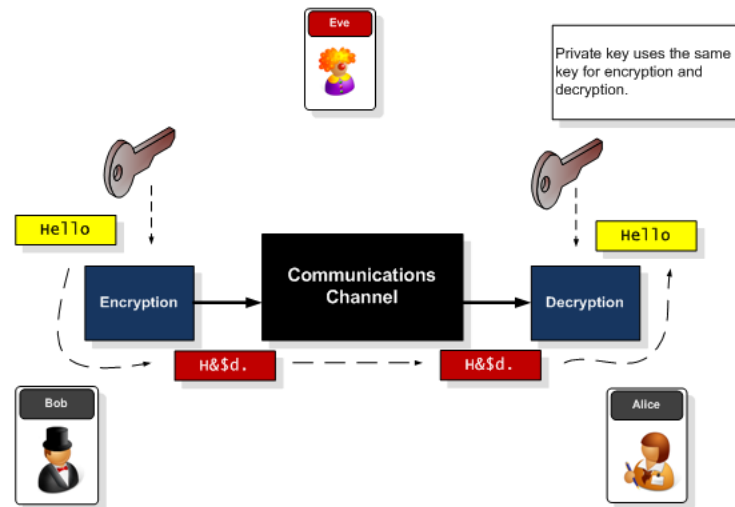 Eve
Private key uses the same
key for encryption and
decryption.
Hello
Hello
Encryption
Communications
Channel
Decryption
H&$d.
H&$d.
Bob
Alice